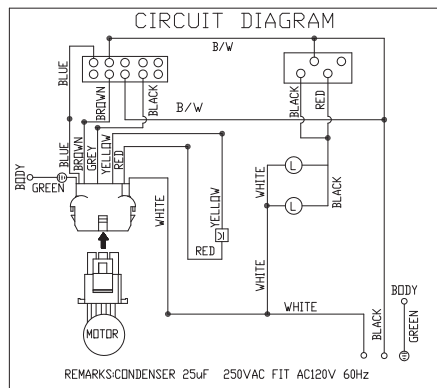 CIRCUIT DIAGRAM
B/W
BLUE
BROWN
BLACK
BLACK
RED
B/W
BLUE
BROWN
GREY
YELLOW
RED
BODY
GREEN
WHITE
YELLOW
RED
WHITE
L
L
BLACK
WHITE
WHITE
BODY
BLACK
GREEN
MOTOR
REMARKS:CONDENSER 25uF 250VAC FIT AC120V 60Hz